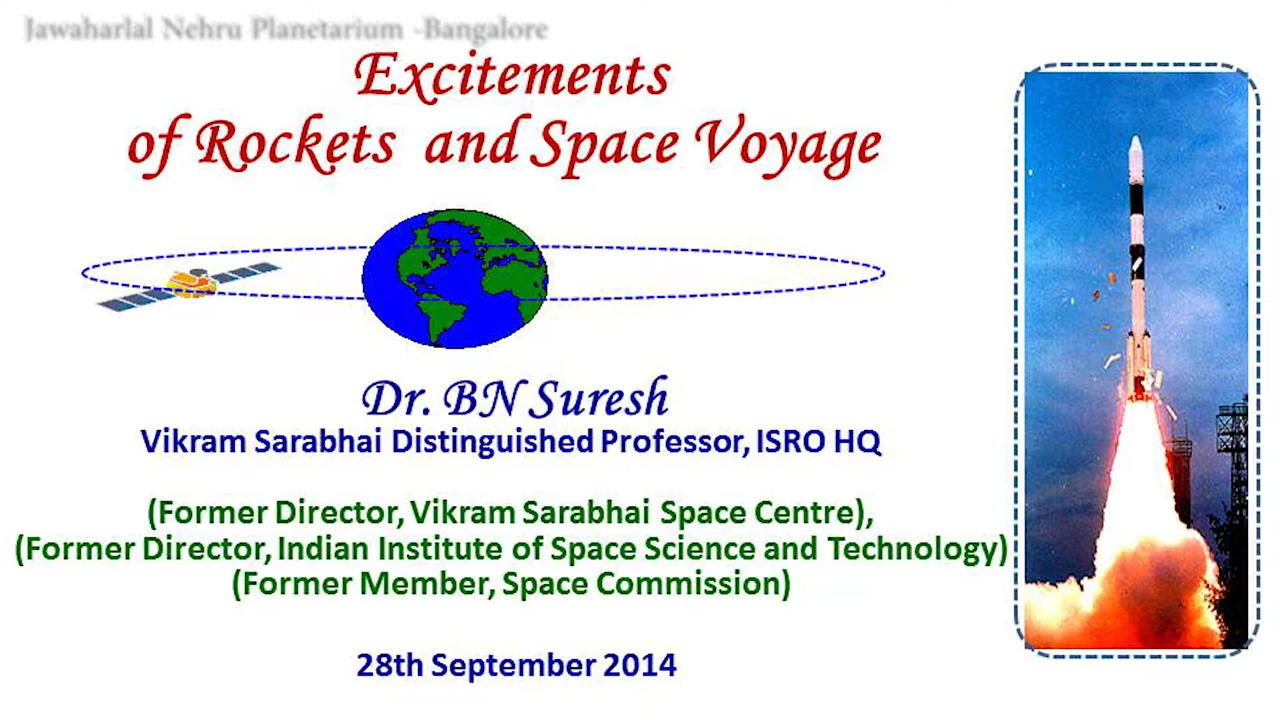 Jawaharlal Nehru Planetarium -Bangalore
Excitements
of Rockets and Space Voyage
Dr. BN Suresh
Vikram Sarabhai Distinguished Professor, ISRO HQ
(Former Director, Vikram Sarabhai Space Centre),
(Former Director, Indian Institute of Space Science and Technology)
(Former Member, Space Commission)
28th September 2014